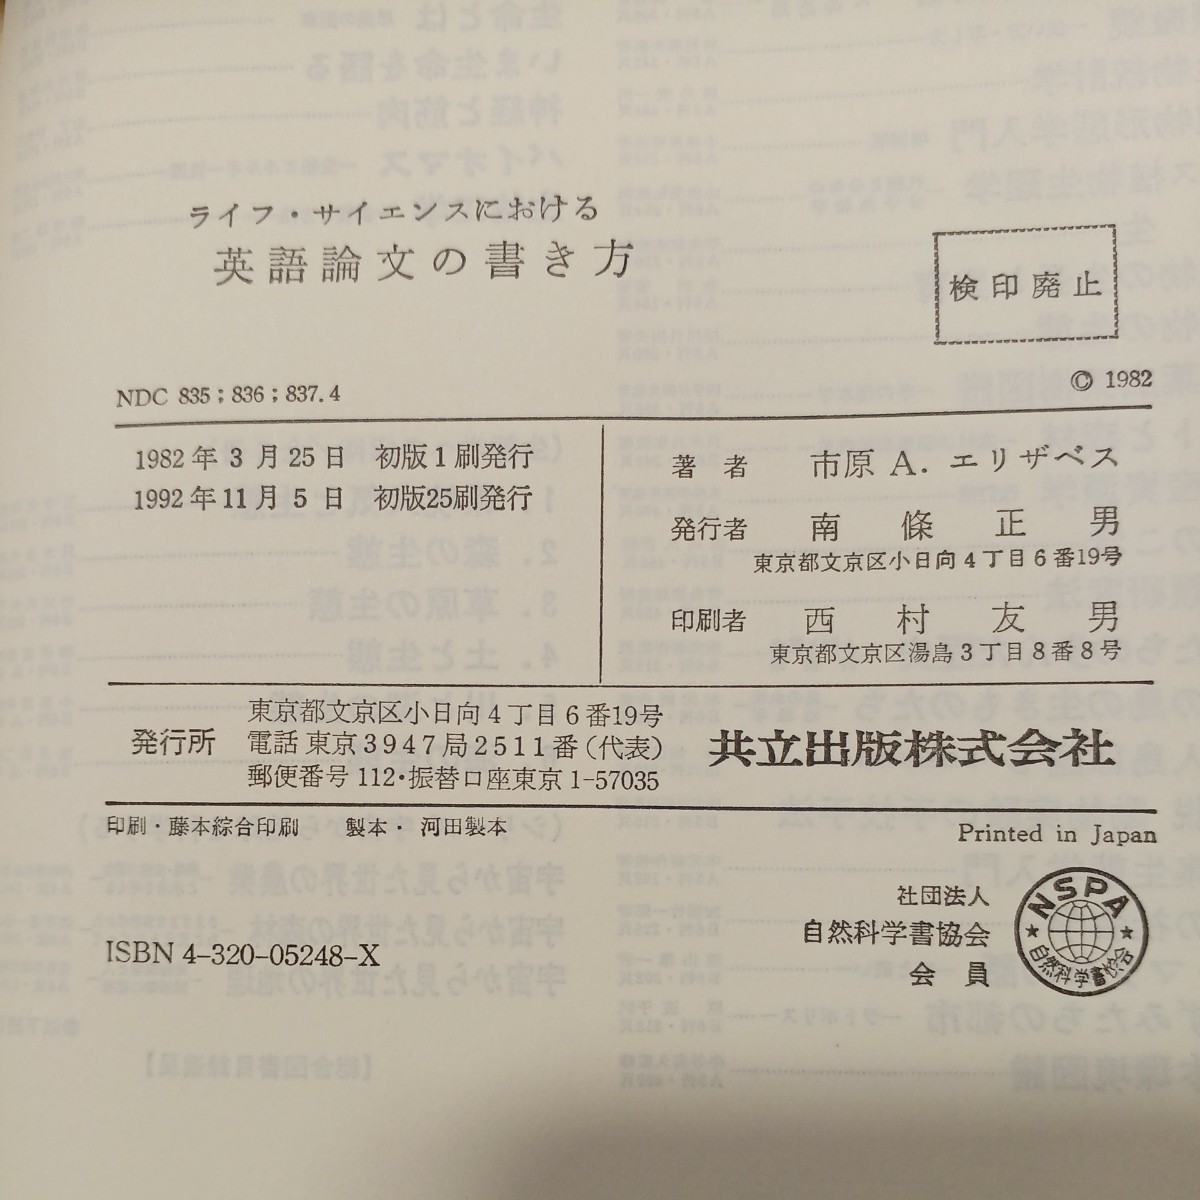 ライフ・サイエンスにおける
英語論文の書き方
検印廃止
NDC 835 ; 836 ; 837.4
© 1982
1982年3月25日 初版1刷発行
1992年11月5日 初版25刷発行
著者 市原 A. エリザベス
発行者 南條正男
東京都文京区小日向4丁目6番19号
印刷者 西村友男
東京都文京区湯島3丁目8番8号
発行所
東京都文京区小日向4丁目6番19号
電話 東京3947局2511番(代表)
郵便番号 112・振替口座東京 1-57035
共立出版株式会社
印刷・藤本綜合印刷 製本・河田製本
Printed in Japan
社団法人
自然科学書協会
会員
NSPA
自然科学書協会
ISBN 4-320-05248-X